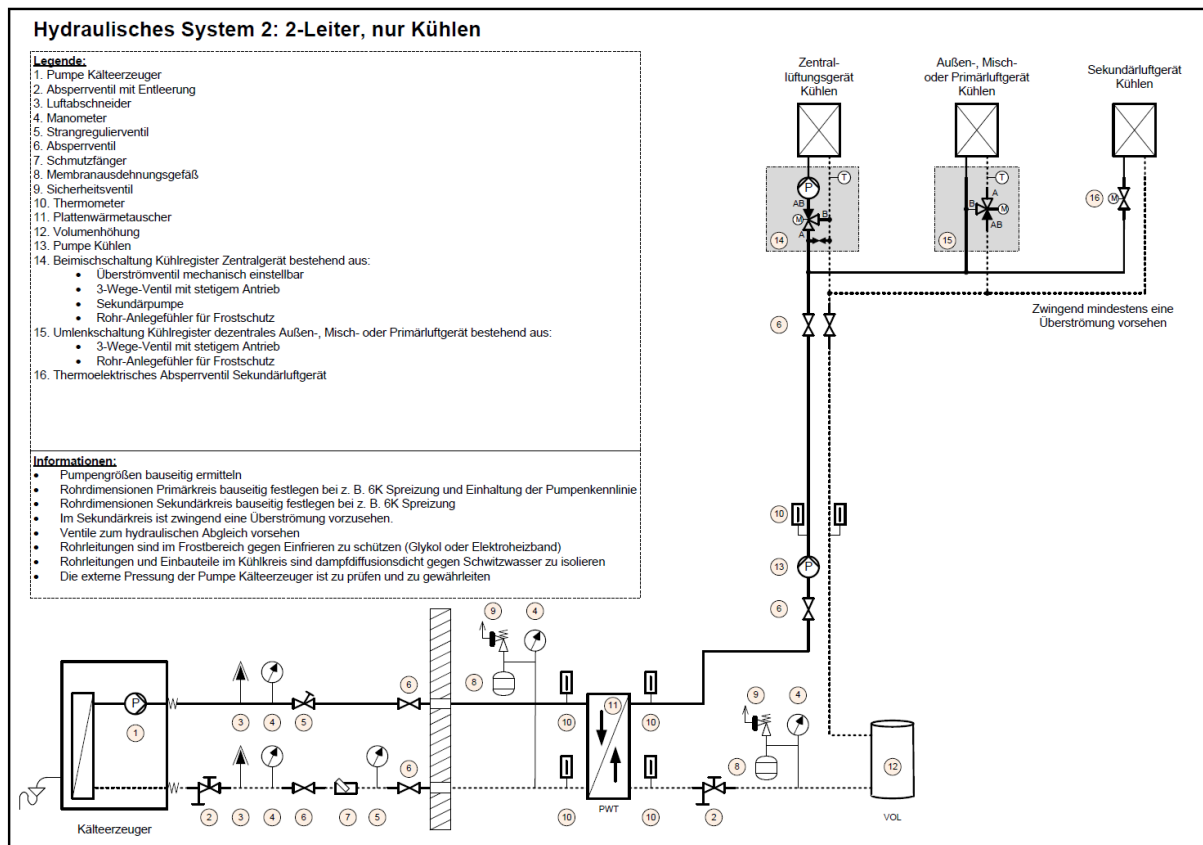 Hydraulisches System 2: 2-Leiter, nur Kühlen
Legende:
1. Pumpe Kälteerzeuger
2. Absperrventil mit Entleerung
3. Luftabschneider
4. Manometer
5. Strangregulierventil
6. Absperrventil
7. Schmutzfänger
8. Membranausdehnungsgefäß
9. Sicherheitsventil
10. Thermometer
11. Plattenwärmetauscher
12. Volumenhöhung
13. Pumpe Kühlen
14. Beimischschaltung Kühlregister Zentralgerät bestehend aus:
• Überströmventil mechanisch einstellbar
• 3-Wege-Ventil mit stetigem Antrieb
• Sekundärpumpe
• Rohr-Anlegefühler für Frostschutz
15. Umlenkschaltung Kühlregister dezentrales Außen-, Misch- oder Primärluftgerät bestehend aus:
• 3-Wege-Ventil mit stetigem Antrieb
• Rohr-Anlegefühler für Frostschutz
16. Thermoelektrisches Absperrventil Sekundärluftgerät
Informationen:
• Pumpengrößen bauseitig ermitteln
• Rohrdimensionen Primärkreis bauseitig festlegen bei z. B. 6K Spreizung und Einhaltung der Pumpenkennlinie
• Rohrdimensionen Sekundärkreis bauseitig festlegen bei z. B. 6K Spreizung
• Im Sekundärkreis ist zwingend eine Überströmung vorzusehen.
• Ventile zum hydraulischen Abgleich vorsehen
• Rohrleitungen sind im Frostbereich gegen Einfrieren zu schützen (Glykol oder Elektroheizband)
• Rohrleitungen und Einbauteile im Kühlkreis sind dampfdiffusionsdicht gegen Schwitzwasser zu isolieren
• Die externe Pressung der Pumpe Kälteerzeuger ist zu prüfen und zu gewährleiten
Zentral-
lüftungsgerät
Kühlen
Außen-, Misch-
oder Primärluftgerät
Kühlen
Sekundärluftgerät
Kühlen
P
T
AB
M
B
A
14
T
A
B
M
AB
15
16
M
Zwingend mindestens eine
Überströmung vorsehen
6
10
13
P
6
9
4
8
6
P
1
3
4
5
10
11
10
9
4
8
12
6
2
3
4
6
7
5
10
10
2
PWT
VOL
Kälteerzeuger